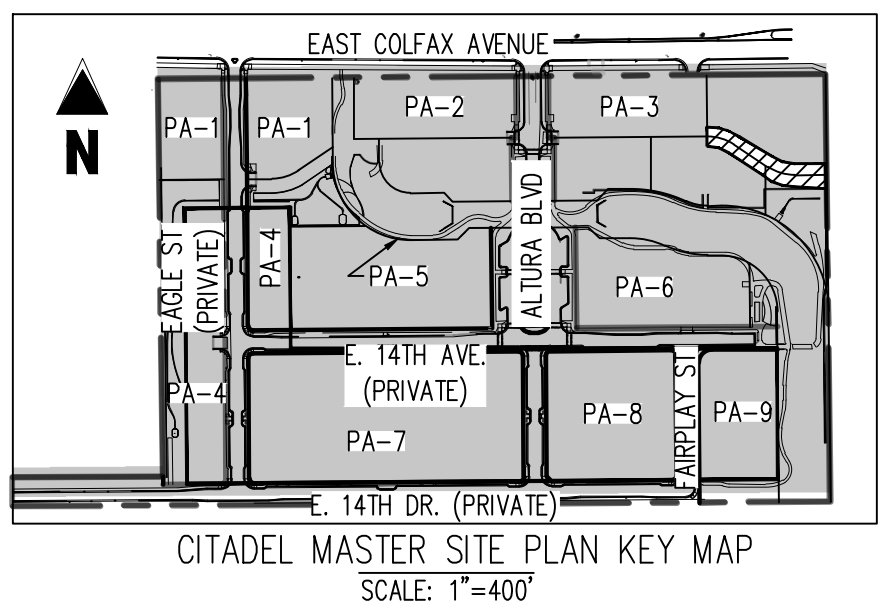 EAST COLFAX AVENUE
N
PA-1
PA-1
PA-2
PA-3
ALTURA BLVD
EAGLE ST
(PRIVATE)
PA-4
PA-5
PA-6
E. 14TH AVE.
(PRIVATE)
FAIRPLAY ST
PA-4
PA-7
PA-8
PA-9
E. 14TH DR. (PRIVATE)
CITADEL MASTER SITE PLAN KEY MAP
SCALE: 1"=400'